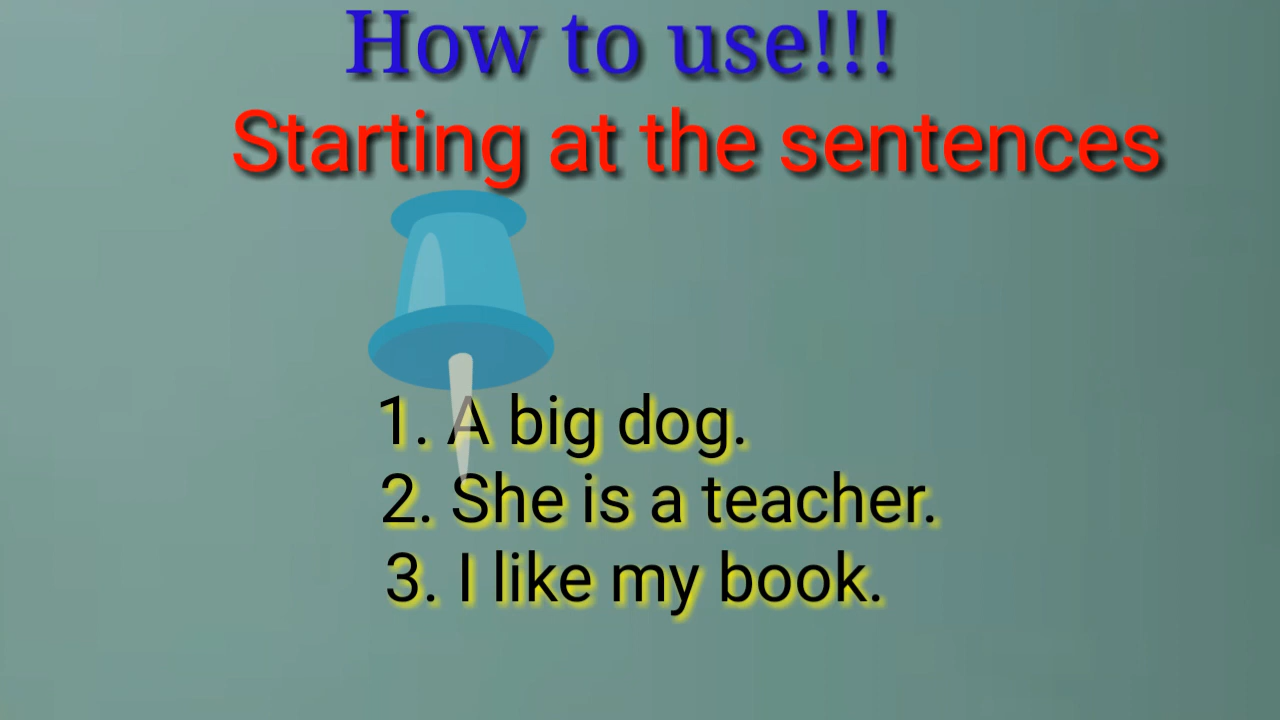 How to use!!!
Starting at the sentences
1. A big dog.
2. She is a teacher.
3. I like my book.